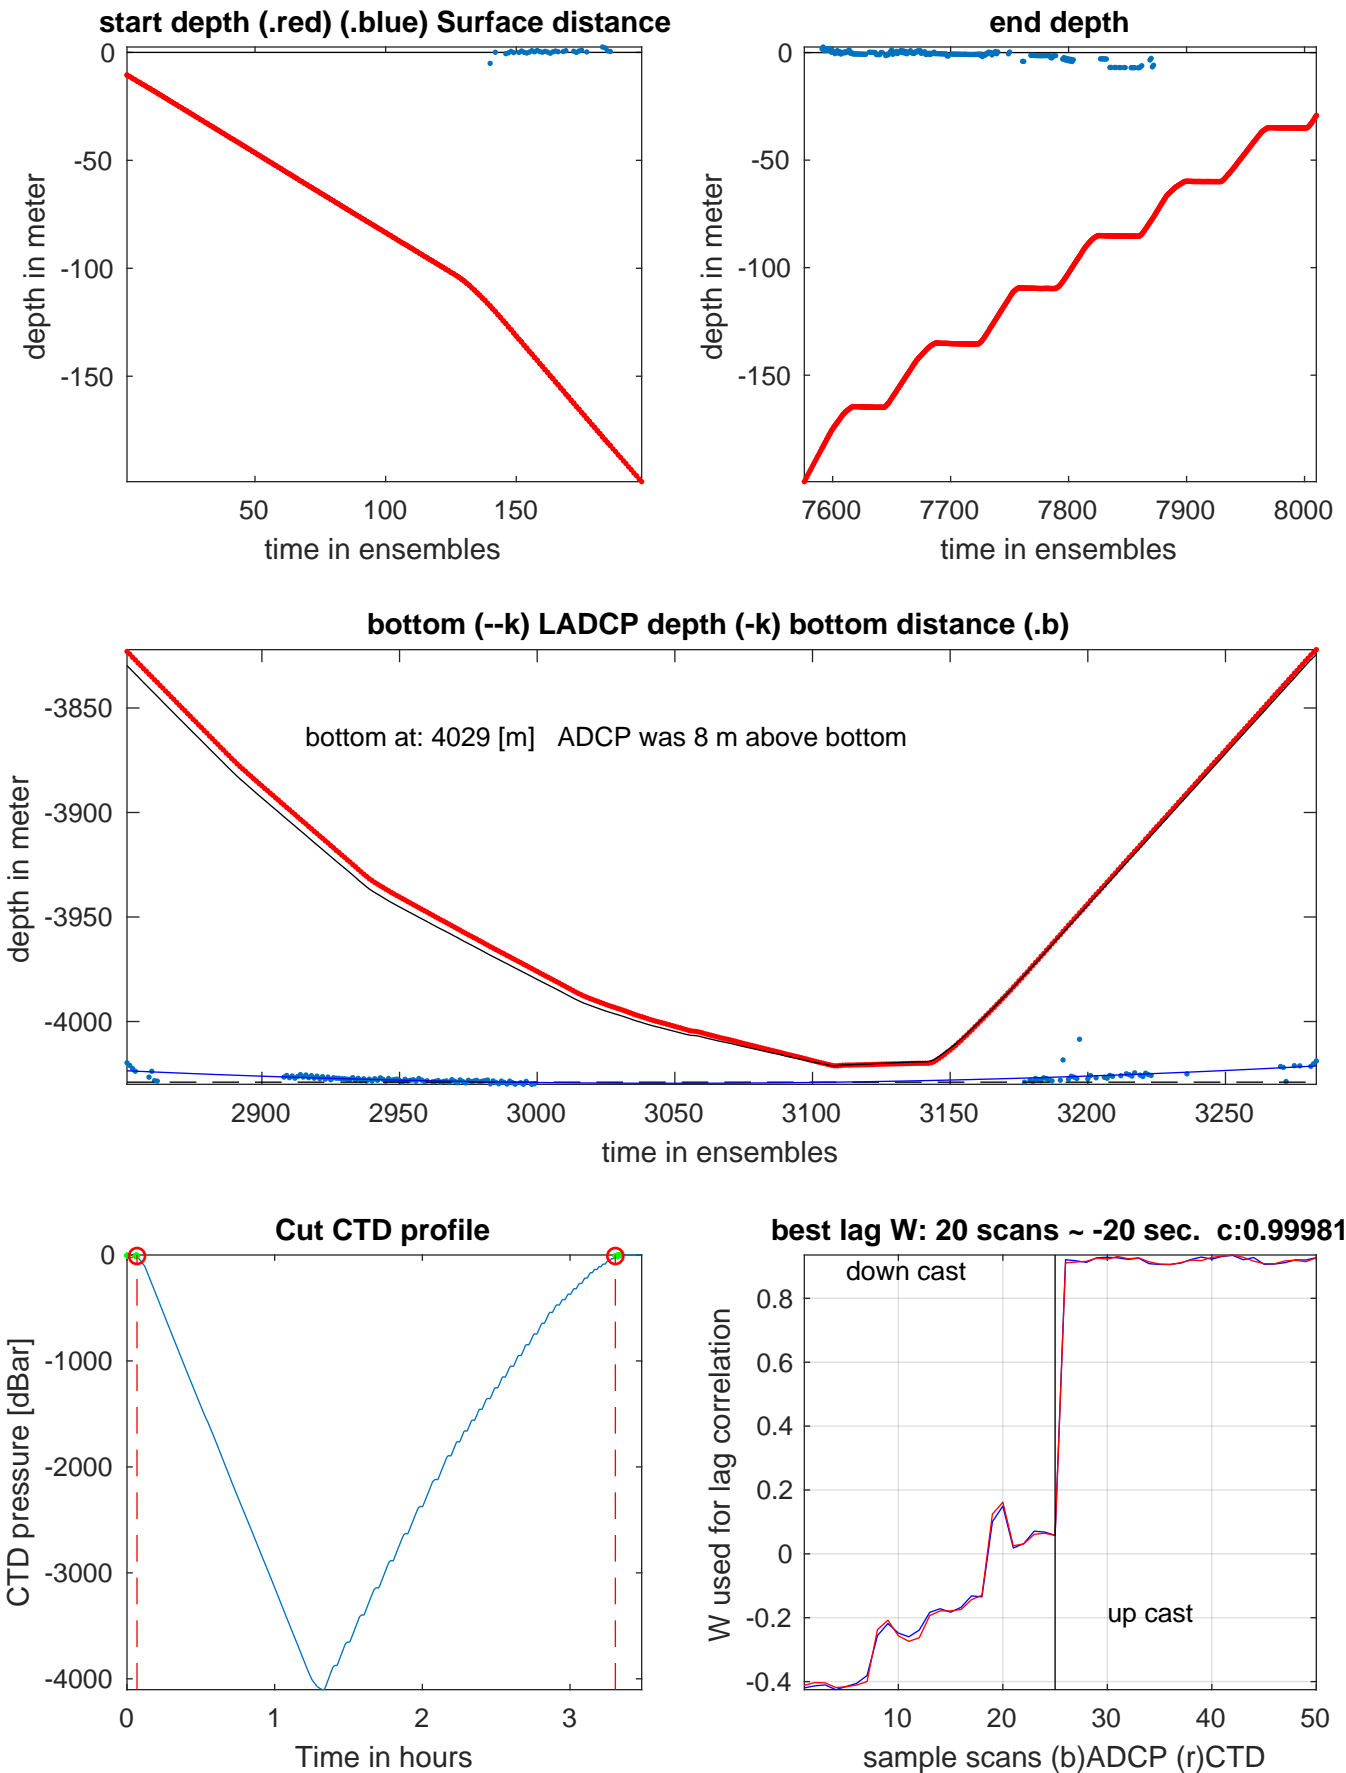 start depth (.red) (.blue) Surface distance
0
-50
-100
-150
depth in meter
50 100 150
time in ensembles
end depth
0
-50
-100
-150
depth in meter
7600 7700 7800 7900 8000
time in ensembles
bottom (--k) LADCP depth (-k) bottom distance (.b)
bottom at: 4029 [m] ADCP was 8 m above bottom
-3850
-3900
-3950
-4000
depth in meter
2900 2950 3000 3050 3100 3150 3200 3250
time in ensembles
Cut CTD profile
0
-1000
-2000
-3000
-4000
CTD pressure [dBar]
0 1 2 3
Time in hours
best lag W: 20 scans ~ -20 sec. c:0.99981
down cast
0.8
0.6
0.4
0.2
0
-0.2
-0.4
W used for lag correlation
up cast
10 20 30 40 50
sample scans (b)ADCP (r)CTD